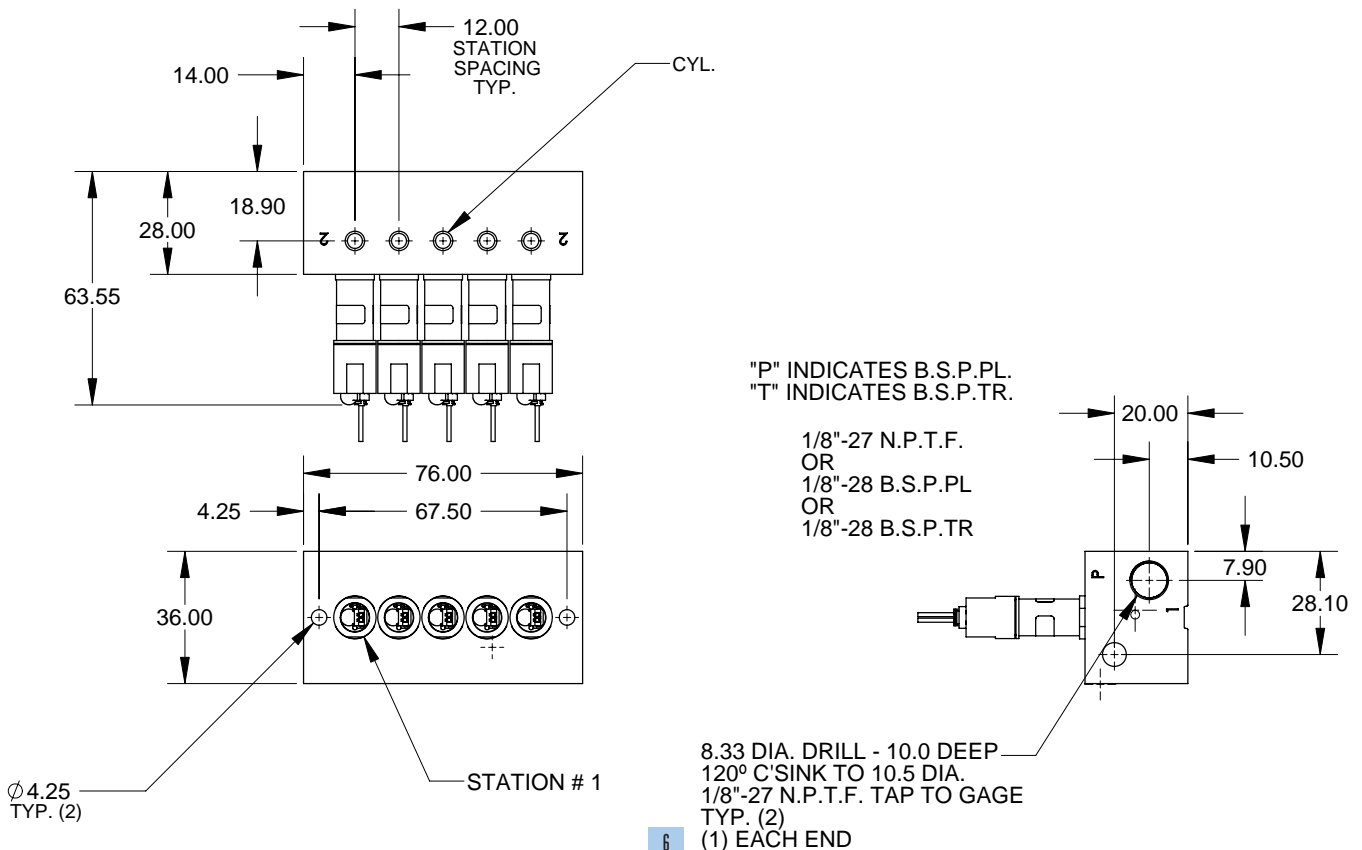 12.00
STATION
SPACING
TYP.
14.00
CYL.
18.90
28.00
63.55
2
2
"P" INDICATES B.S.P.PL.
"T" INDICATES B.S.P.TR.
1/8"-27 N.P.T.F.
OR
1/8"-28 B.S.P.PL
OR
1/8"-28 B.S.P.TR
76.00
4.25
67.50
36.00
Ø4.25
TYP. (2)
STATION # 1
20.00
10.50
7.90
28.10
P
1
8.33 DIA. DRILL - 10.0 DEEP
120º C'SINK TO 10.5 DIA.
1/8"-27 N.P.T.F. TAP TO GAGE
TYP. (2)
(1) EACH END
6